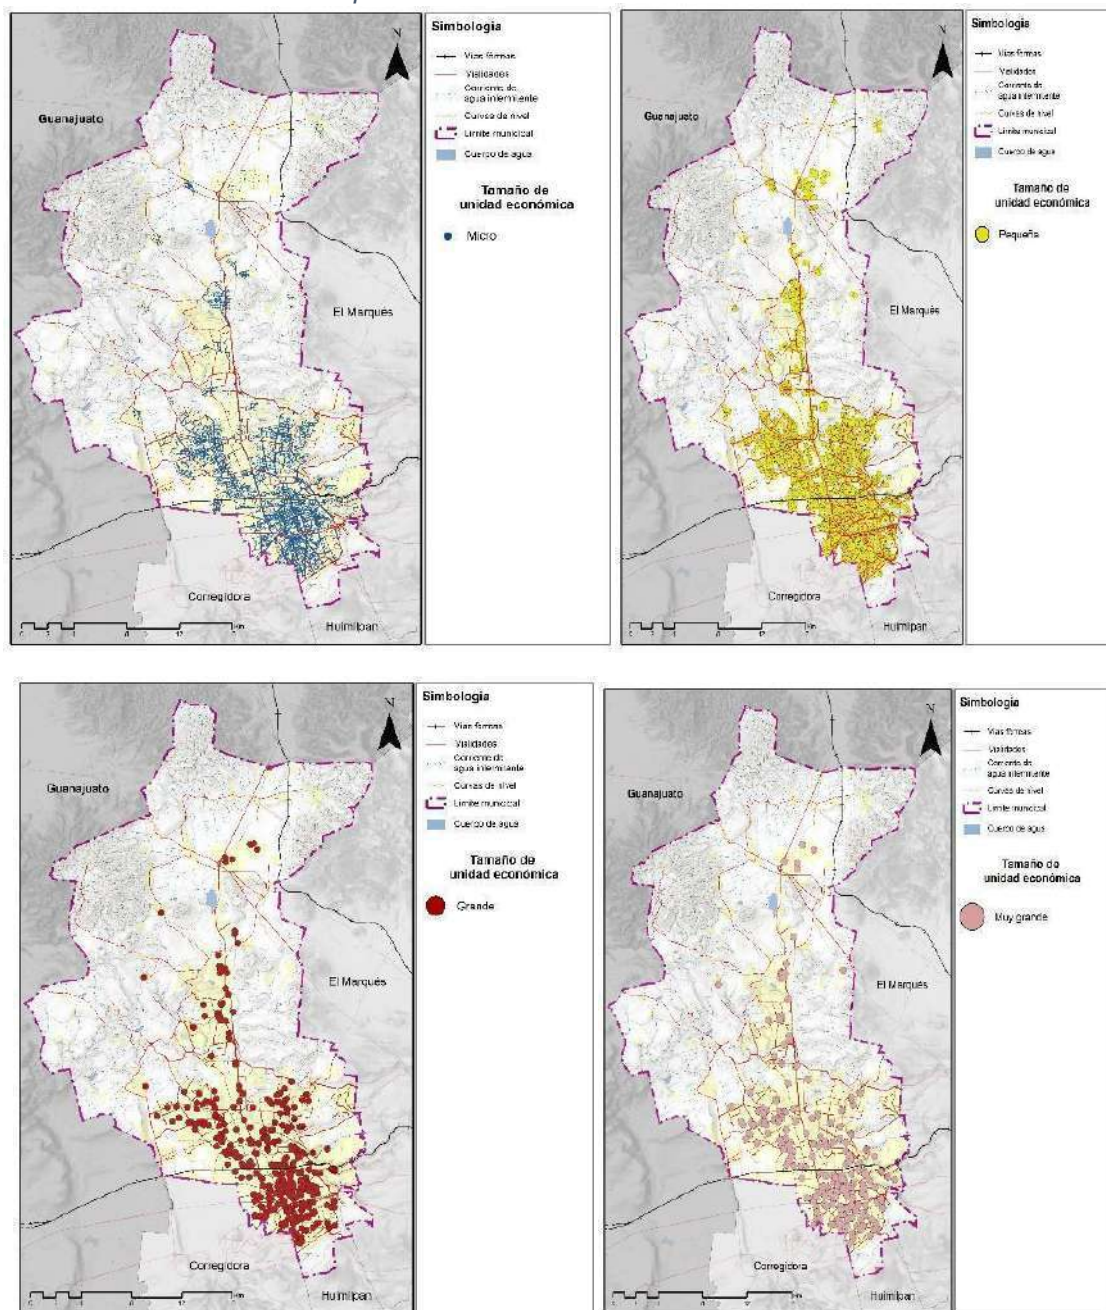 Simbología
N
Vías férreas
Vialidades
Corriente de
agua intermitente
Curvas de nivel
Límite municipal
Cuerpo de agua
Tamaño de
unidad económica
Micro
Guanajuato
El Marqués
Corregidora
Huimilpan
Simbología
N
Vías férreas
Vialidades
Corriente de
agua intermitente
Curvas de nivel
Límite municipal
Cuerpo de agua
Tamaño de
unidad económica
Pequeña
Guanajuato
El Marqués
Corregidora
Huimilpan
Simbología
N
Vías férreas
Vialidades
Corriente de
agua intermitente
Curvas de nivel
Límite municipal
Cuerpo de agua
Tamaño de
unidad económica
Grande
Guanajuato
El Marqués
Corregidora
Huimilpan
Simbología
N
Vías férreas
Vialidades
Corriente de
agua intermitente
Curvas de nivel
Límite municipal
Cuerpo de agua
Tamaño de
unidad económica
Muy grande
Guanajuato
El Marqués
Corregidora
Huimilpan